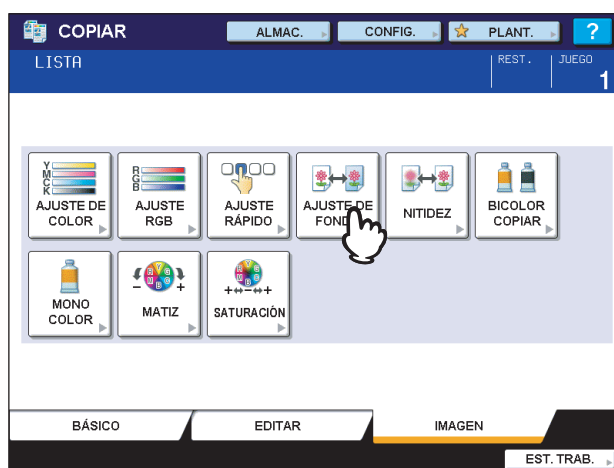 COPIAR
ALMAC.
CONFIG.
PLANT.
?
LISTA
REST.
JUEGO
1
Y
M
C
K
AJUSTE DE
COLOR
R
G
B
AJUSTE
RGB
AJUSTE
RÁPIDO
AJUSTE DE
FOND
NITIDEZ
BICOLOR
COPIAR
MONO
COLOR
MATIZ
SATURACIÓN
BÁSICO
EDITAR
IMAGEN
EST. TRAB.